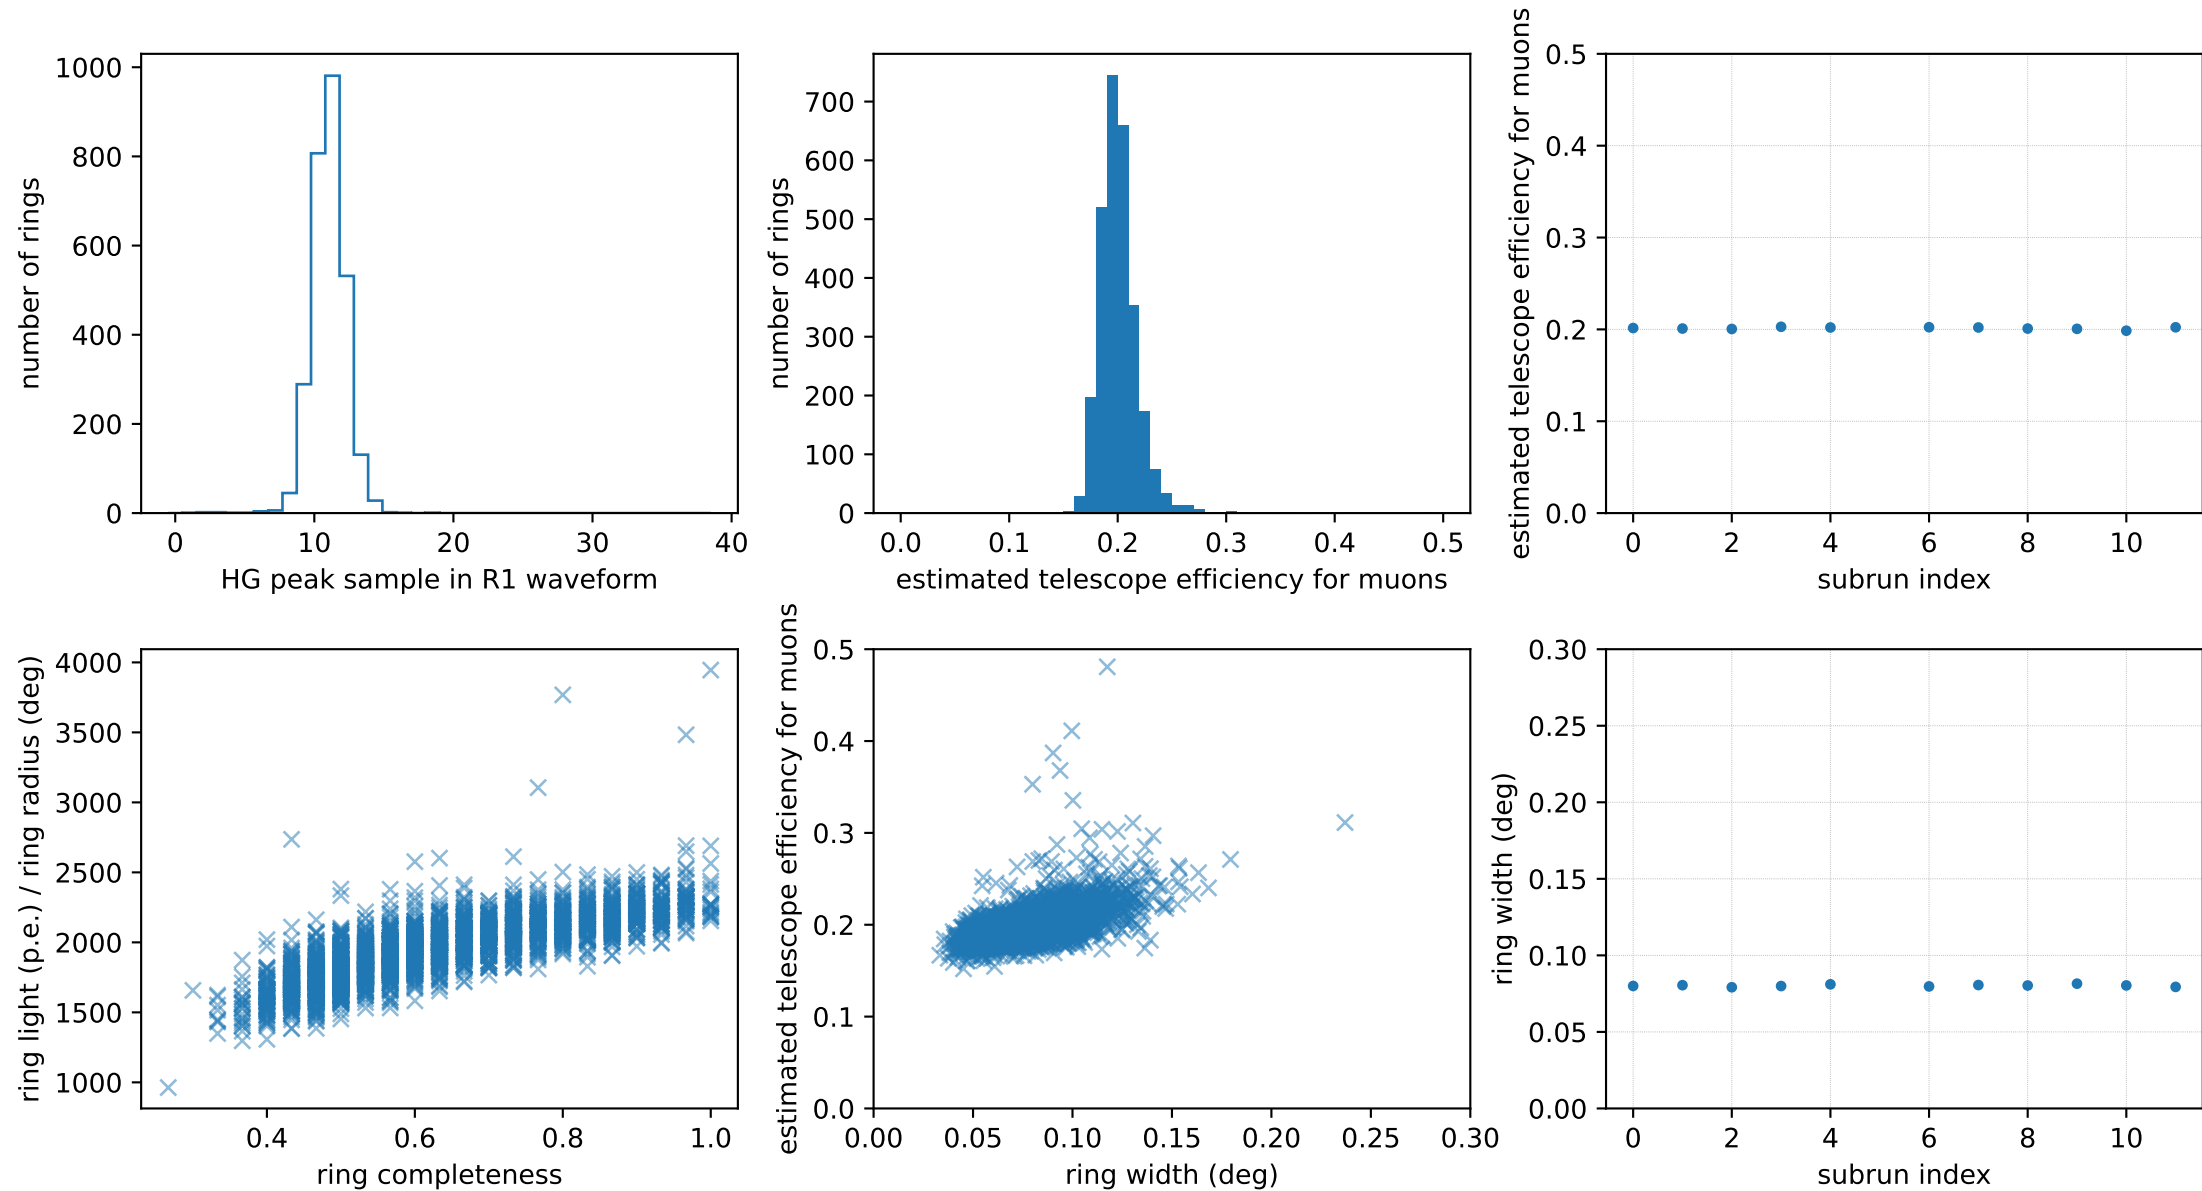 1000
800
600
400
200
0
number of rings
0 10 20 30 40
HG peak sample in R1 waveform
700
600
500
400
300
200
100
0
number of rings
0.0 0.1 0.2 0.3 0.4 0.5
estimated telescope efficiency for muons
0.5
0.4
0.3
0.2
0.1
0.0
estimated telescope efficiency for muons
0 2 4 6 8 10
subrun index
4000
3500
3000
2500
2000
1500
1000
ring light (p.e.) / ring radius (deg)
0.4 0.6 0.8 1.0
ring completeness
0.5
0.4
0.3
0.2
0.1
0.0
estimated telescope efficiency for muons
0.00 0.05 0.10 0.15 0.20 0.25 0.30
ring width (deg)
0.30
0.25
0.20
0.15
0.10
0.05
0.00
ring width (deg)
0 2 4 6 8 10
subrun index